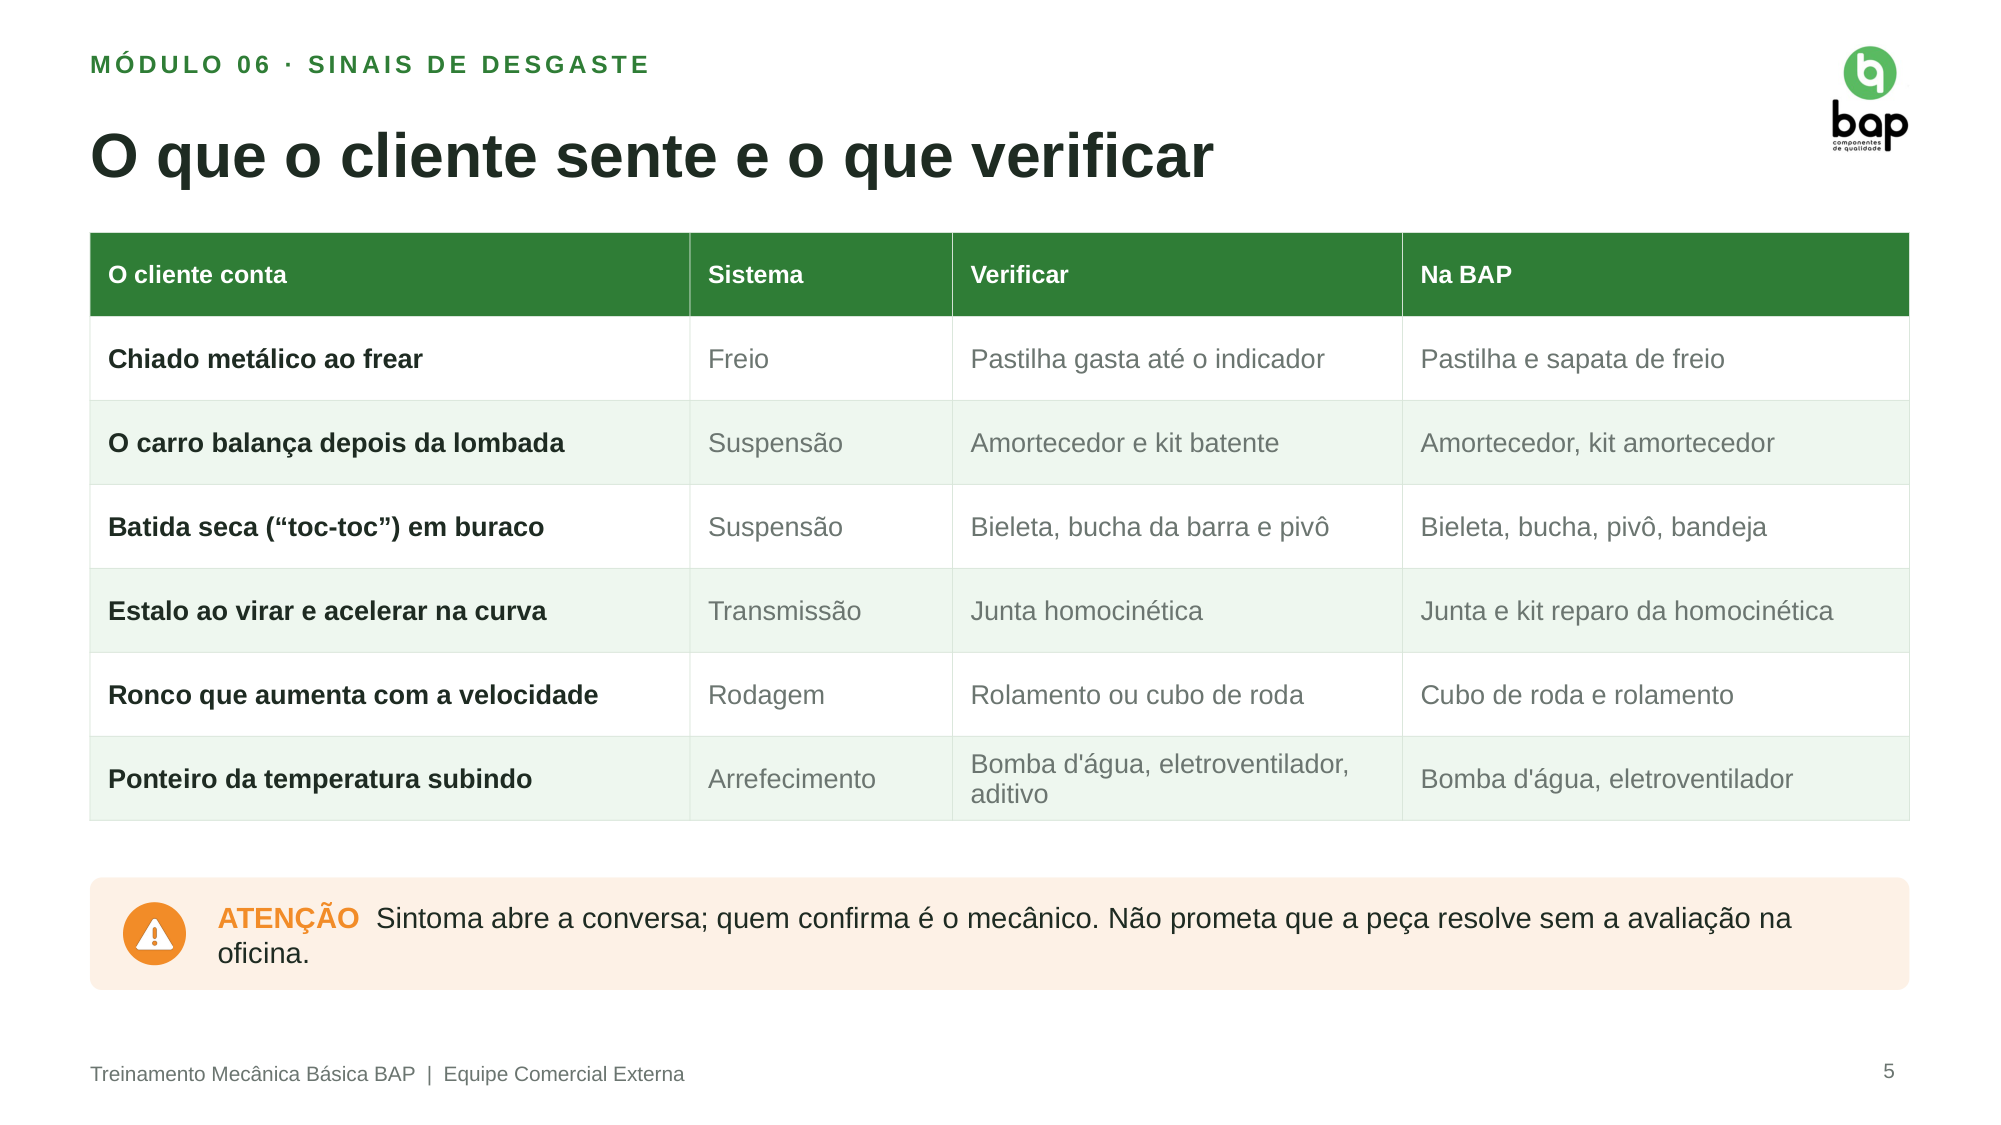 MÓDULO 06 · SINAIS DE DESGASTE
bap
componentes
de qualidade
O que o cliente sente e o que verificar
O cliente conta Sistema Verificar Na BAP
Chiado metálico ao frear Freio Pastilha gasta até o indicador Pastilha e sapata de freio
O carro balança depois da lombada Suspensão Amortecedor e kit batente Amortecedor, kit amortecedor
Batida seca (“toc-toc”) em buraco Suspensão Bieleta, bucha da barra e pivô Bieleta, bucha, pivô, bandeja
Estalo ao virar e acelerar na curva Transmissão Junta homocinética Junta e kit reparo da homocinética
Ronco que aumenta com a velocidade Rodagem Rolamento ou cubo de roda Cubo de roda e rolamento
Ponteiro da temperatura subindo Arrefecimento Bomba d'água, eletroventilador,
aditivo
Bomba d'água, eletroventilador
ATENÇÃO Sintoma abre a conversa; quem confirma é o mecânico. Não prometa que a peça resolve sem a avaliação na
oficina.
Treinamento Mecânica Básica BAP | Equipe Comercial Externa
5